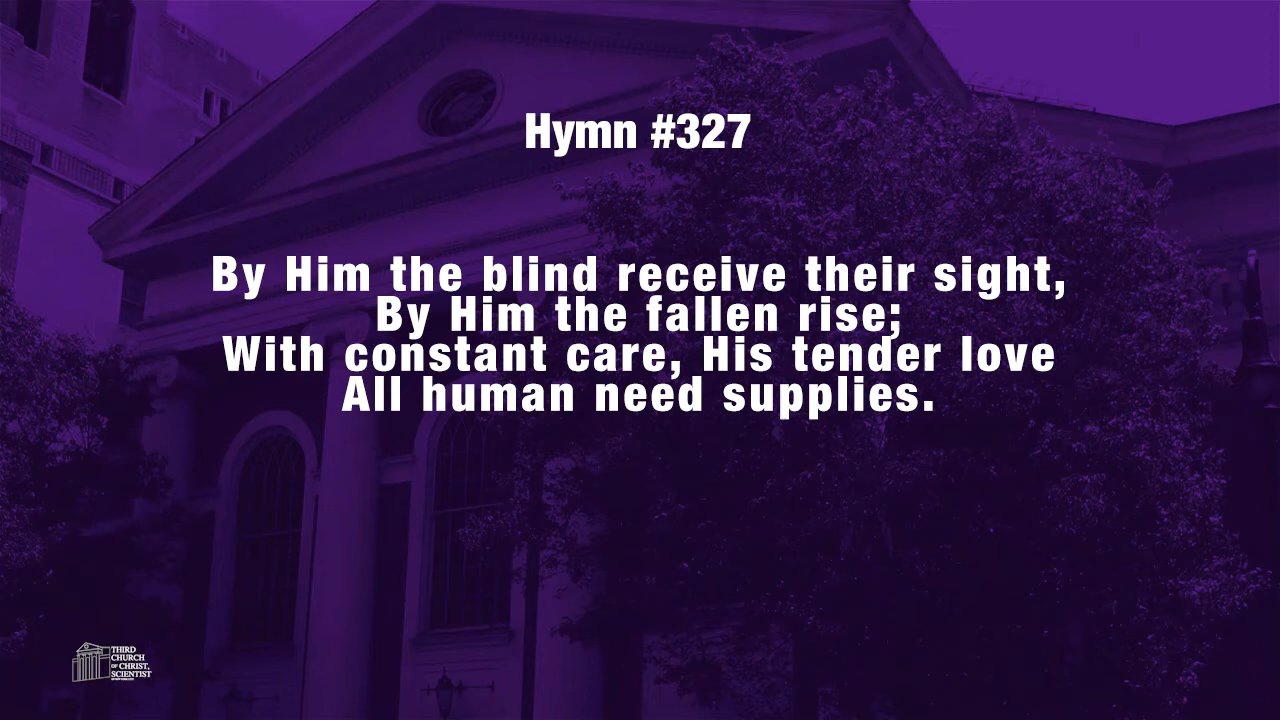 Hymn #327
By Him the blind receive their sight,
By Him the fallen rise;
With constant care, His tender love
All human need supplies.
THIRD
CHURCH
OF CHRIST,
SCIENTIST